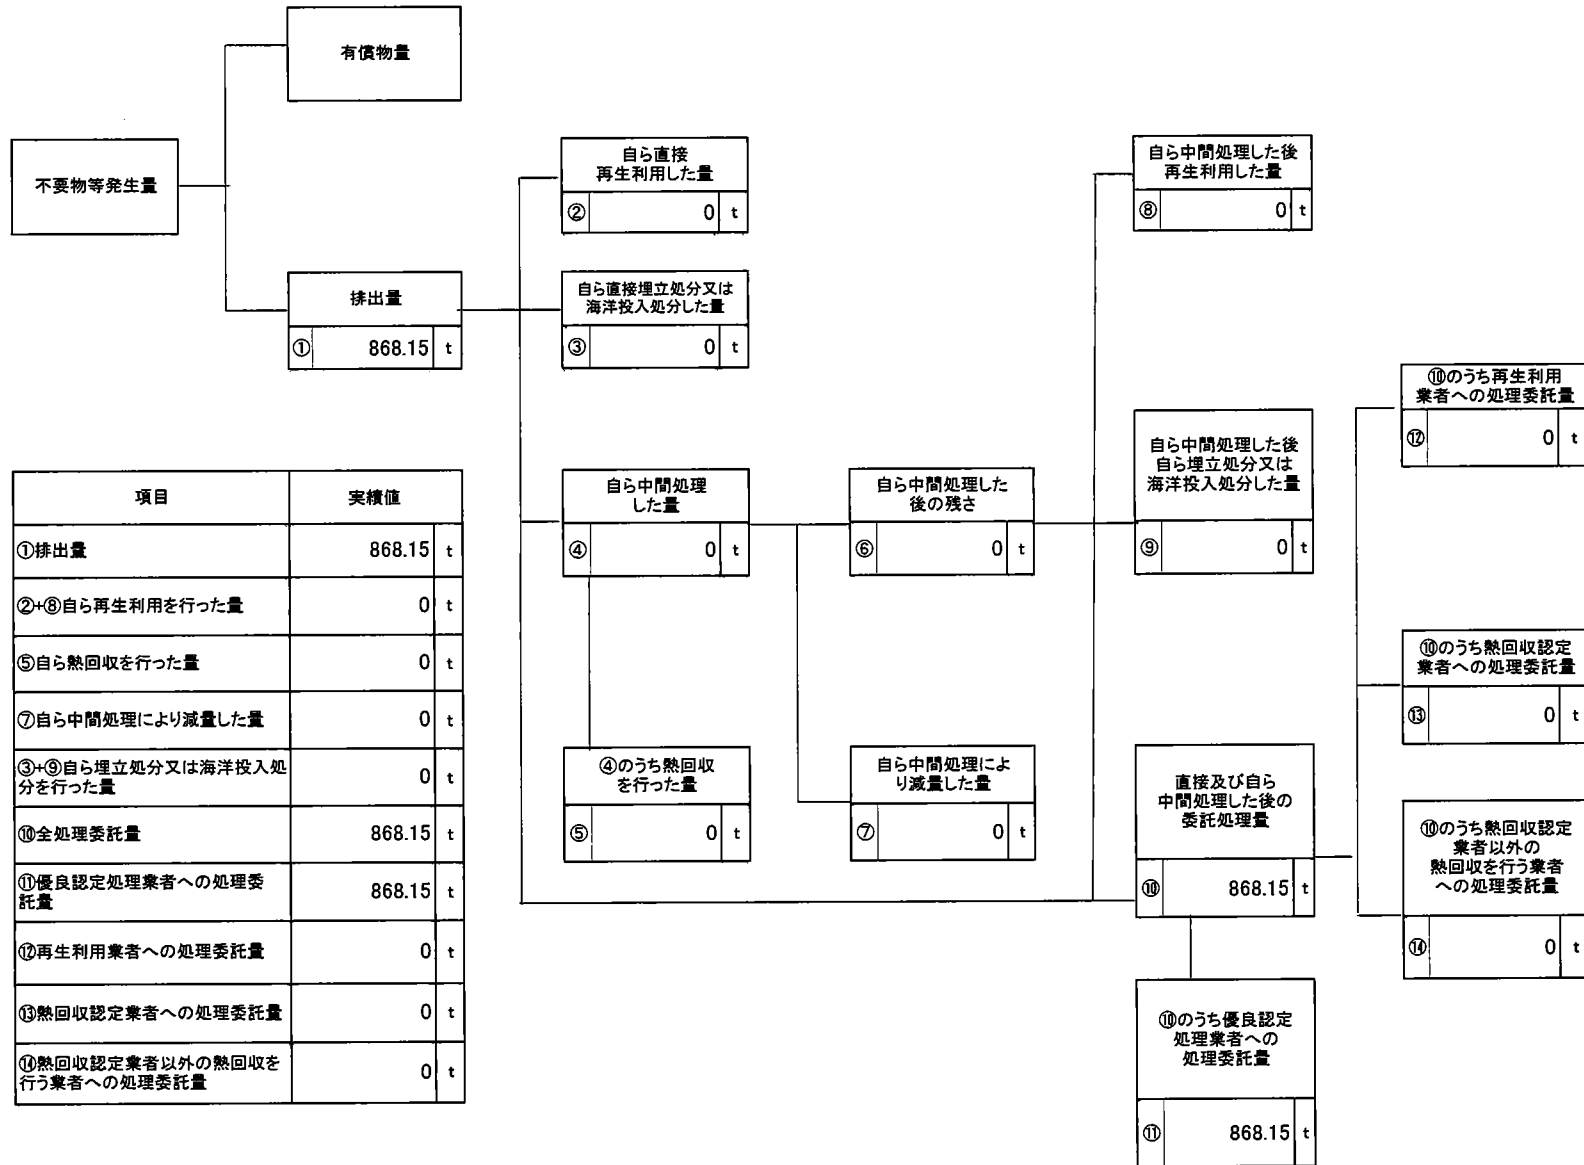 有償物量
不要物等発生量
排出量
① 868.15 t
自ら直接
再生利用した量
② 0 t
自ら直接埋立処分又は
海洋投入処分した量
③ 0 t
自ら中間処理
した量
④ 0 t
④のうち熱回収
を行った量
⑤ 0 t
自ら中間処理した
後の残さ
⑥ 0 t
自ら中間処理によ
り減量した量
⑦ 0 t
自ら中間処理した後
再生利用した量
⑧ 0 t
自ら中間処理した後
自ら埋立処分又は
海洋投入処分した量
⑨ 0 t
直接及び自ら
中間処理した後の
委託処理量
⑩ 868.15 t
⑩のうち優良認定
処理業者への
処理委託量
⑪ 868.15 t
⑩のうち再生利用
業者への処理委託量
⑫ 0 t
⑩のうち熱回収認定
業者への処理委託量
⑬ 0 t
⑩のうち熱回収認定
業者以外の
熱回収を行う業者
への処理委託量
⑭ 0 t
項目 実績値
①排出量 868.15 t
②+⑧自ら再生利用を行った量 0 t
⑤自ら熱回収を行った量 0 t
⑦自ら中間処理により減量した量 0 t
③+⑨自ら埋立処分又は海洋投入処
分を行った量 0 t
⑩全処理委託量 868.15 t
⑪優良認定処理業者への処理委
託量 868.15 t
⑫再生利用業者への処理委託量 0 t
⑬熱回収認定業者への処理委託量 0 t
⑭熱回収認定業者以外の熱回収を
行う業者への処理委託量 0 t